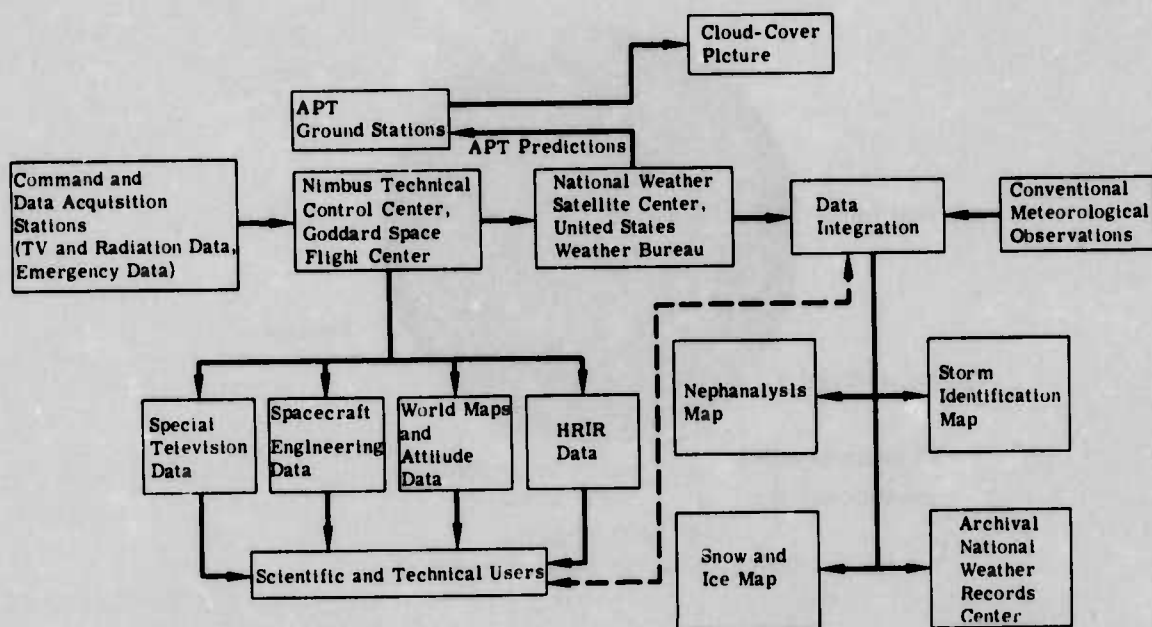 Cloud-Cover
Picture
APT
Ground Stations
APT Predictions
Command and
Data Acquisition
Stations
(TV and Radiation Data,
Emergency Data)
Nimbus Technical
Control Center,
Goddard Space
Flight Center
National Weather
Satellite Center,
United States
Weather Bureau
Data
Integration
Conventional
Meteorological
Observations
Special
Television
Data
Spacecraft
Engineering
Data
World Maps
and
Attitude
Data
HRIR
Data
Nephanalysis
Map
Storm
Identification
Map
Scientific and Technical Users
Snow and
Ice Map
Archival
National
Weather
Records
Center